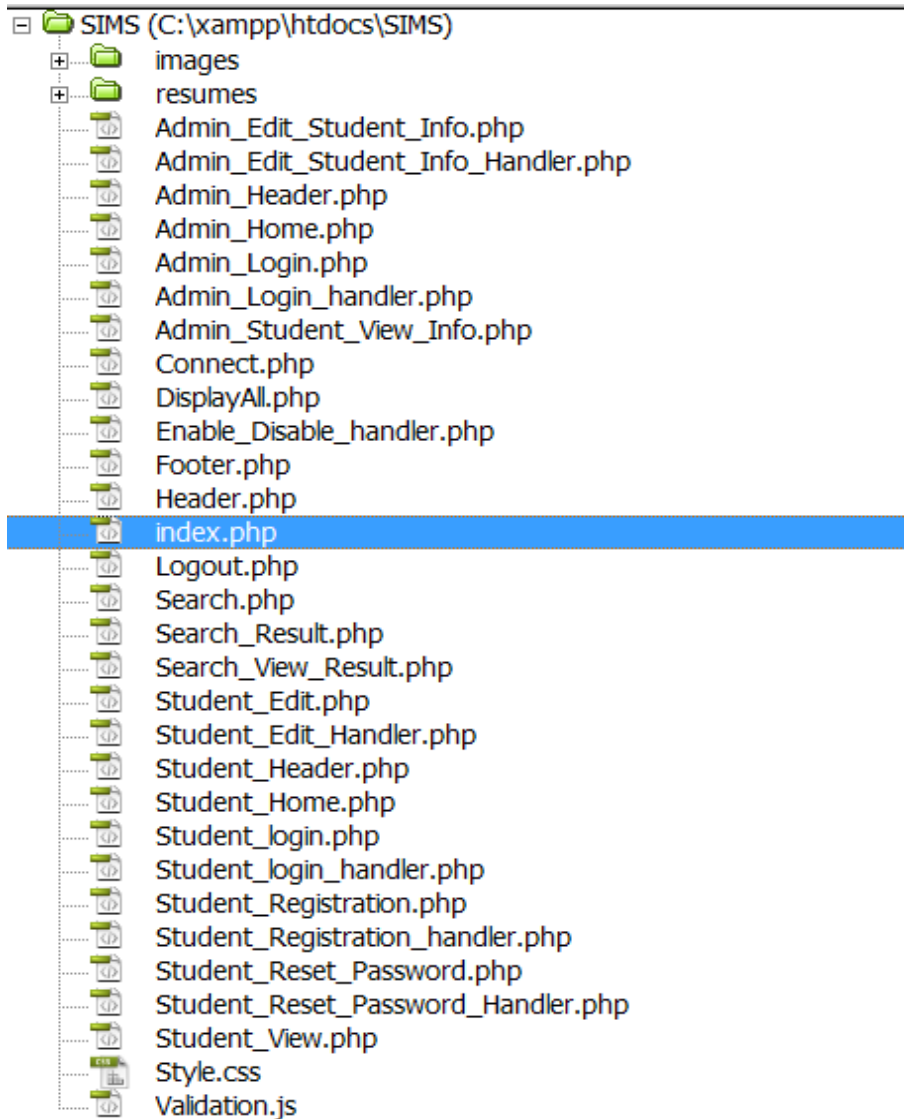 SIMS (C:\xampp\htdocs\SIMS)
images
resumes
Admin_Edit_Student_Info.php
Admin_Edit_Student_Info_Handler.php
Admin_Header.php
Admin_Home.php
Admin_Login.php
Admin_Login_handler.php
Admin_Student_View_Info.php
Connect.php
DisplayAll.php
Enable_Disable_handler.php
Footer.php
Header.php
index.php
Logout.php
Search.php
Search_Result.php
Search_View_Result.php
Student_Edit.php
Student_Edit_Handler.php
Student_Header.php
Student_Home.php
Student_login.php
Student_login_handler.php
Student_Registration.php
Student_Registration_handler.php
Student_Reset_Password.php
Student_Reset_Password_Handler.php
Student_View.php
Style.css
Validation.js